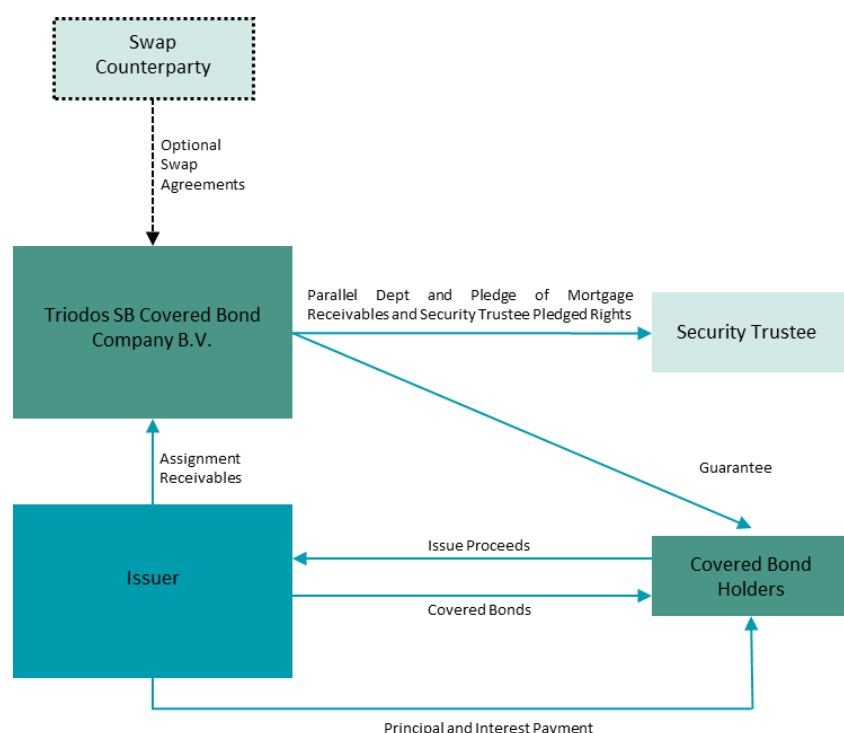 Swap
Counterparty
Optional
Swap
Agreements
Triodos SB Covered Bond
Company B.V.
Parallel Dept and Pledge of Mortgage
Receivables and Security Trustee Pledged Rights
Security Trustee
Assignment
Receivables
Guarantee
Issuer
Issue Proceeds
Covered Bonds
Covered Bond
Holders
Principal and Interest Payment